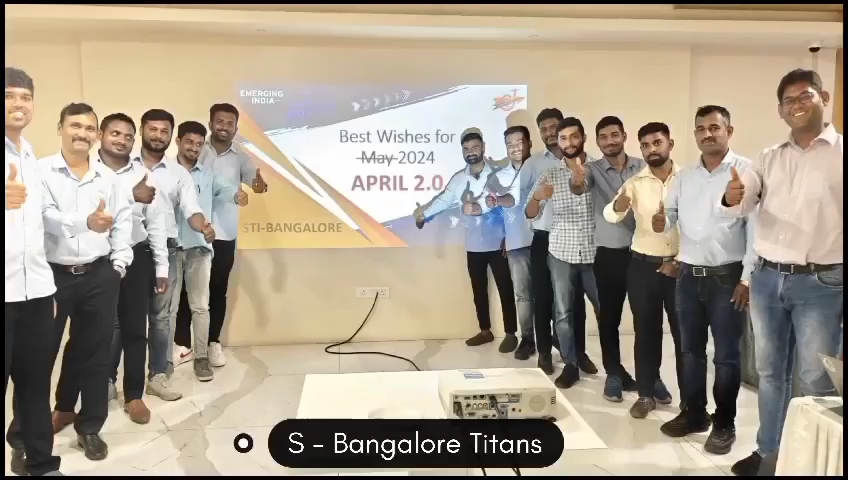 EMERGING
INDIA
Best Wishes for
May 2024
APRIL 2.0
STI-BANGALORE
S - Bangalore Titans